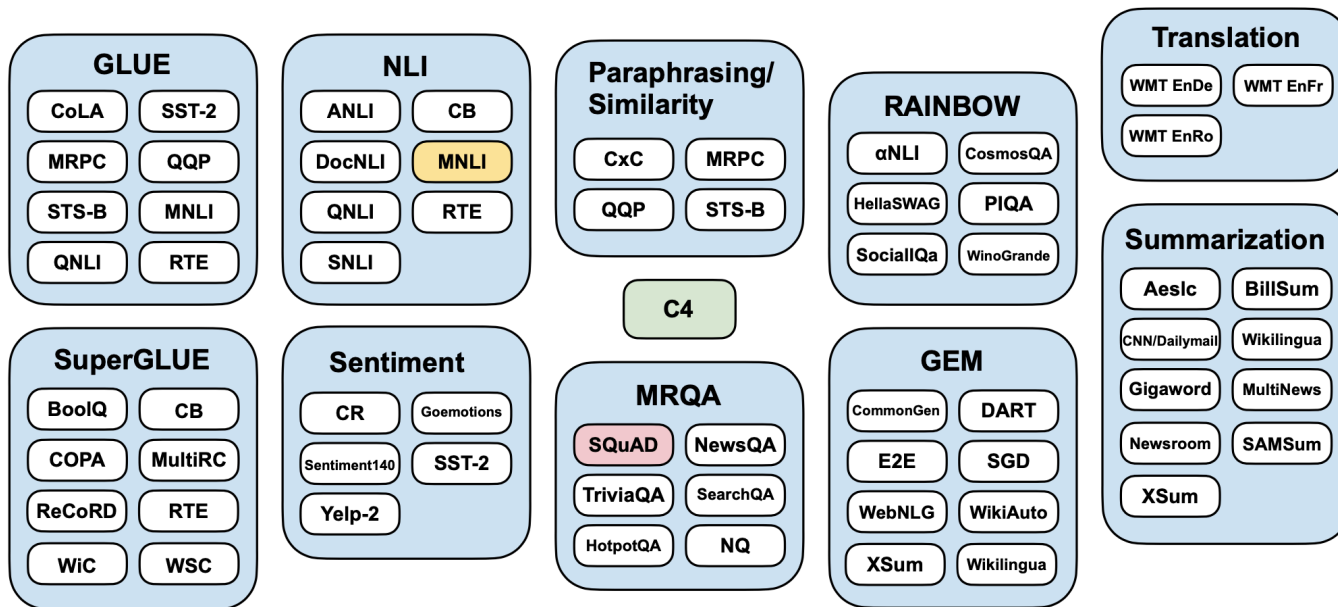 GLUE
CoLA SST-2
MRPC QQP
STS-B MNLI
QNLI RTE
NLI
ANLI CB
DocNLI MNLI
QNLI RTE
SNLI
Paraphrasing/
Similarity
CxC MRPC
QQP STS-B
RAINBOW
αNLI CosmosQA
HellaSWAG PIQA
SocialIQa WinoGrande
Translation
WMT EnDe WMT EnFr
WMT EnRo
C4
SuperGLUE
BoolQ CB
COPA MultiRC
ReCoRD RTE
WiC WSC
Sentiment
CR Goemotions
Sentiment140 SST-2
Yelp-2
MRQA
SQuAD NewsQA
TriviaQA SearchQA
HotpotQA NQ
GEM
CommonGen DART
E2E SGD
WebNLG WikiAuto
XSum Wikilingua
Summarization
Aeslc BillSum
CNN/Dailymail Wikilingua
Gigaword MultiNews
Newsroom SAMSum
XSum